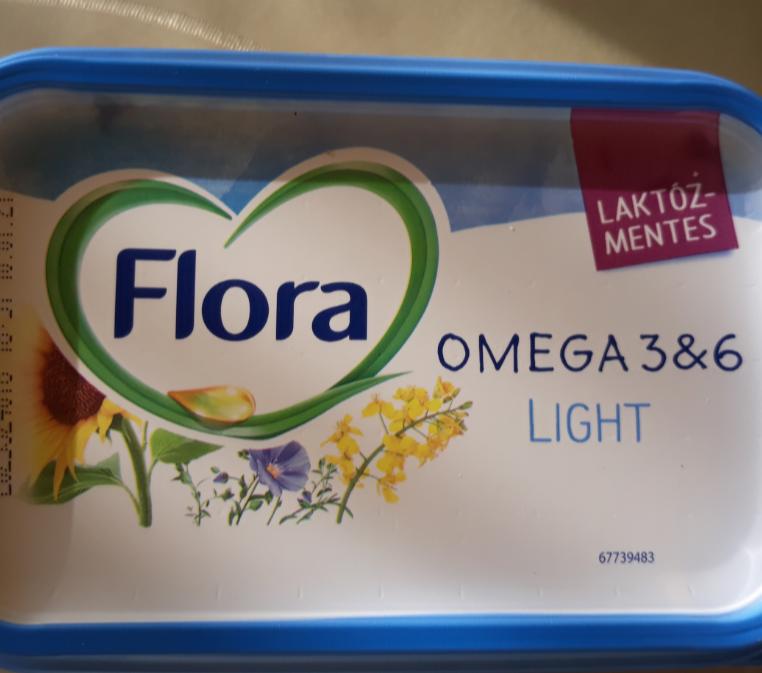 LAKTÓZ-
MENTES
Flora
OMEGA 3&6
LIGHT
67739483